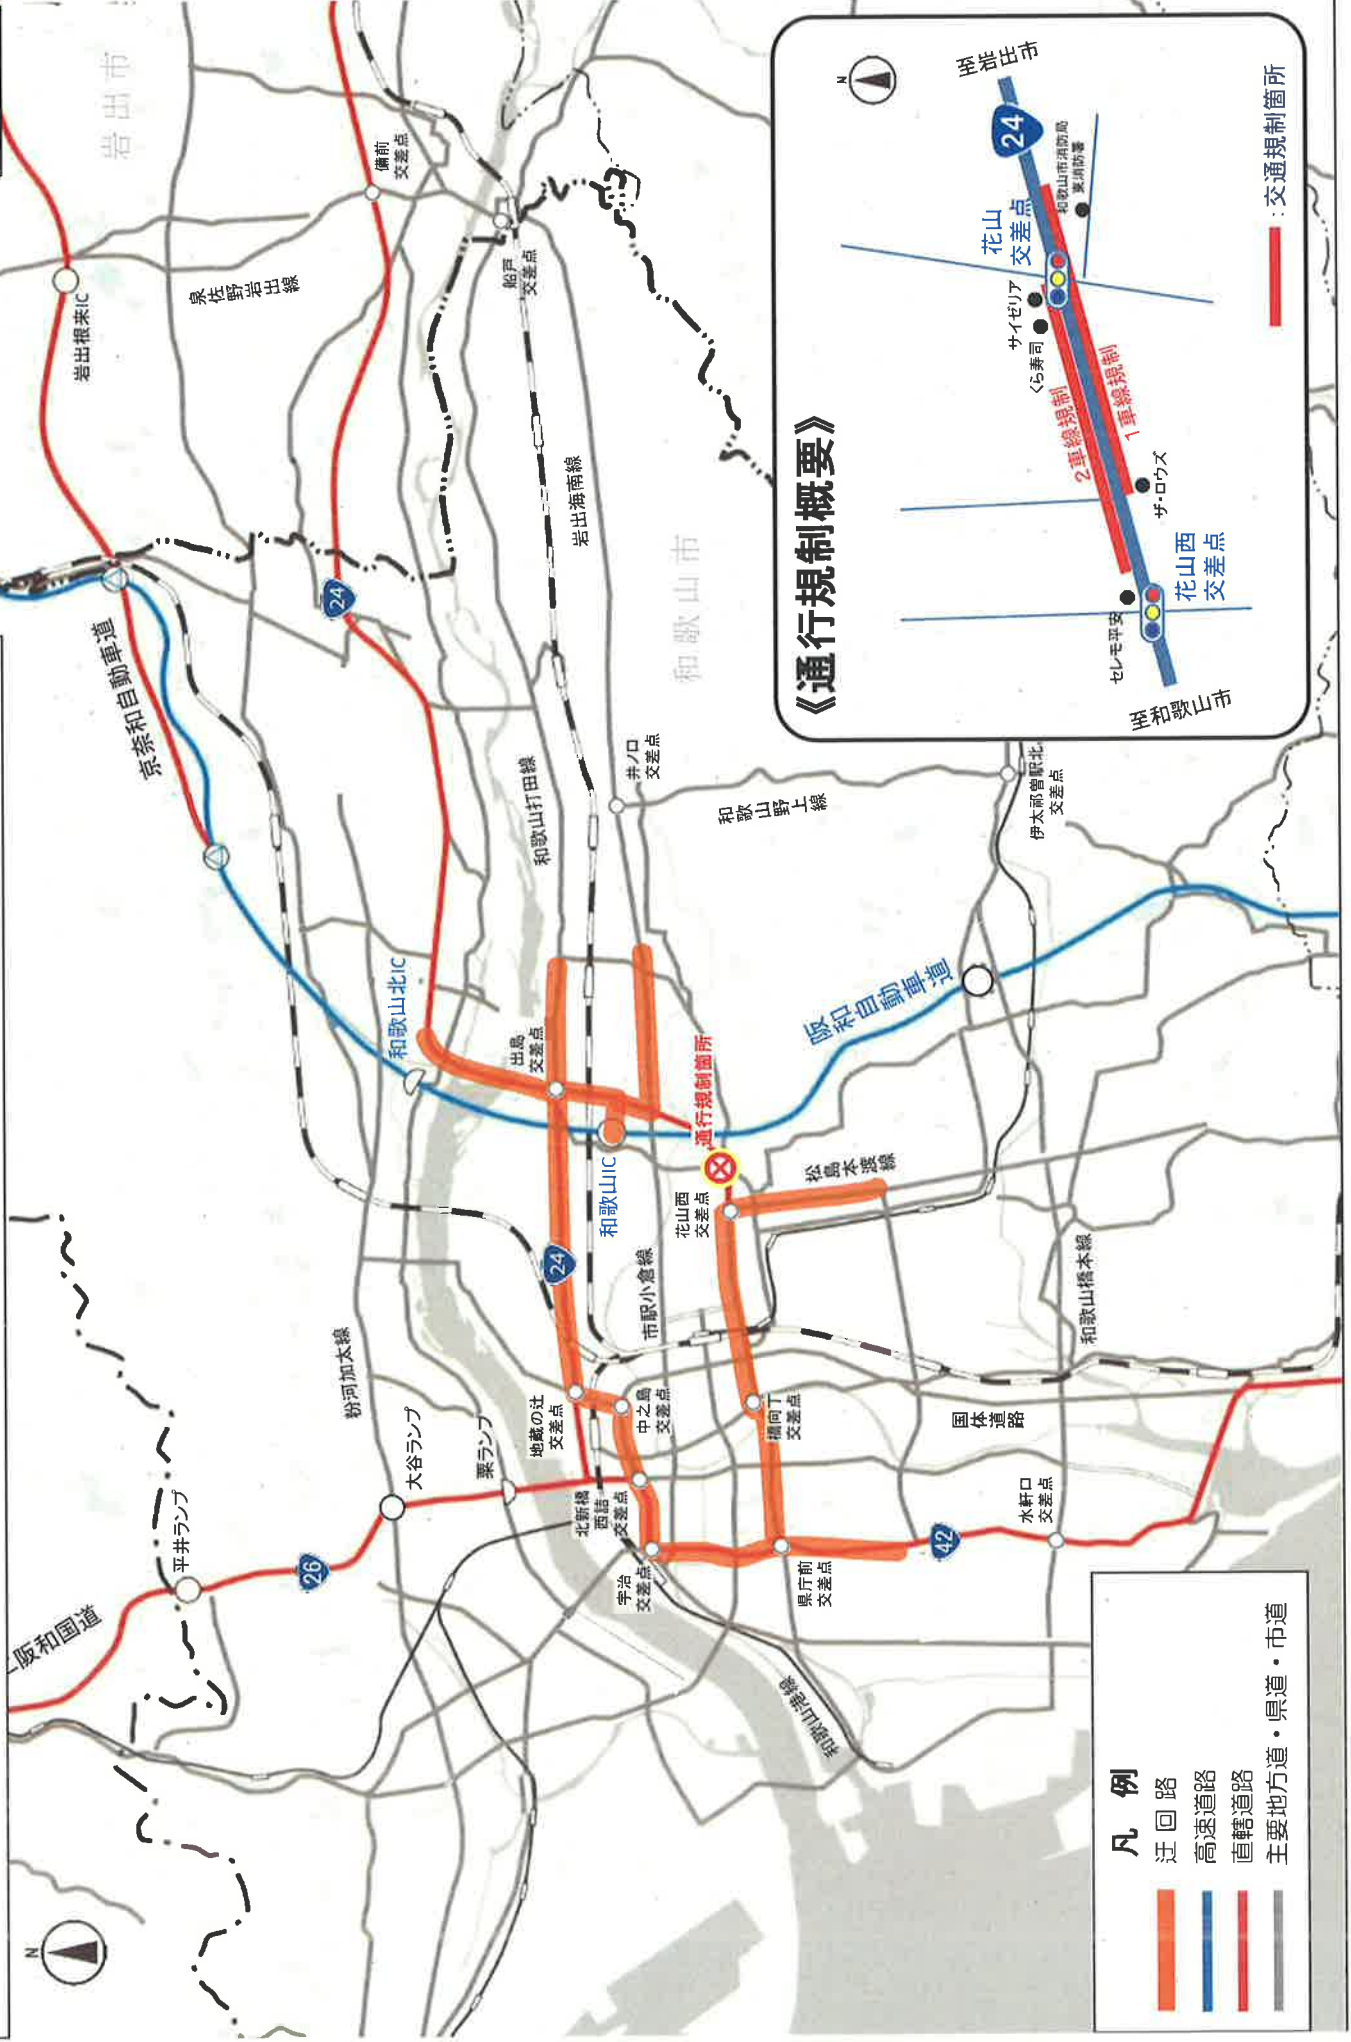 岩出市
備前
交差点
岩出根来IC
泉佐野岩出線
船戸
交差点
岩出海南線
24
京奈和自動車道
和歌山市
和歌山打田線
井ノ口
交差点
和歌山野上線
伊太祁曽駅北
交差点
和歌山北IC
出島
交差点
阪和自動車道
通行規制箇所
和歌山IC
花山西
交差点
松島本渡線
24
市駅小倉線
和歌山橋本線
粉河加太線
大谷ランプ
粟ランプ
地蔵の辻
交差点
中之島
交差点
橋向丁
交差点
国体道路
平井ランプ
26
北新橋
西詰
交差点
水軒口
交差点
42
宇治
交差点
県庁前
交差点
阪和国道
和歌山港線
N
《通行規制概要》
N
至岩出市
24
花山
交差点
和歌山市消防局
東消防署
サイゼリア
くら寿司
2車線規制
1車線規制
ザ・ロウズ
花山西
交差点
セレモ平安
至和歌山市
:交通規制箇所
凡例
迂回路
高速道路
直轄道路
主要地方道・県道・市道